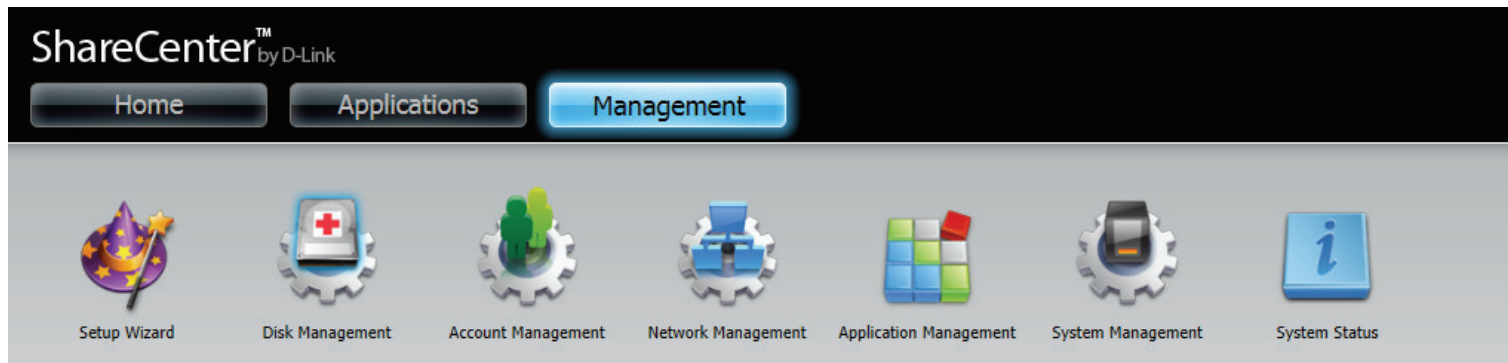 ShareCenter™ by D-Link
Home Applications Management
Setup Wizard Disk Management Account Management Network Management Application Management System Management System Status